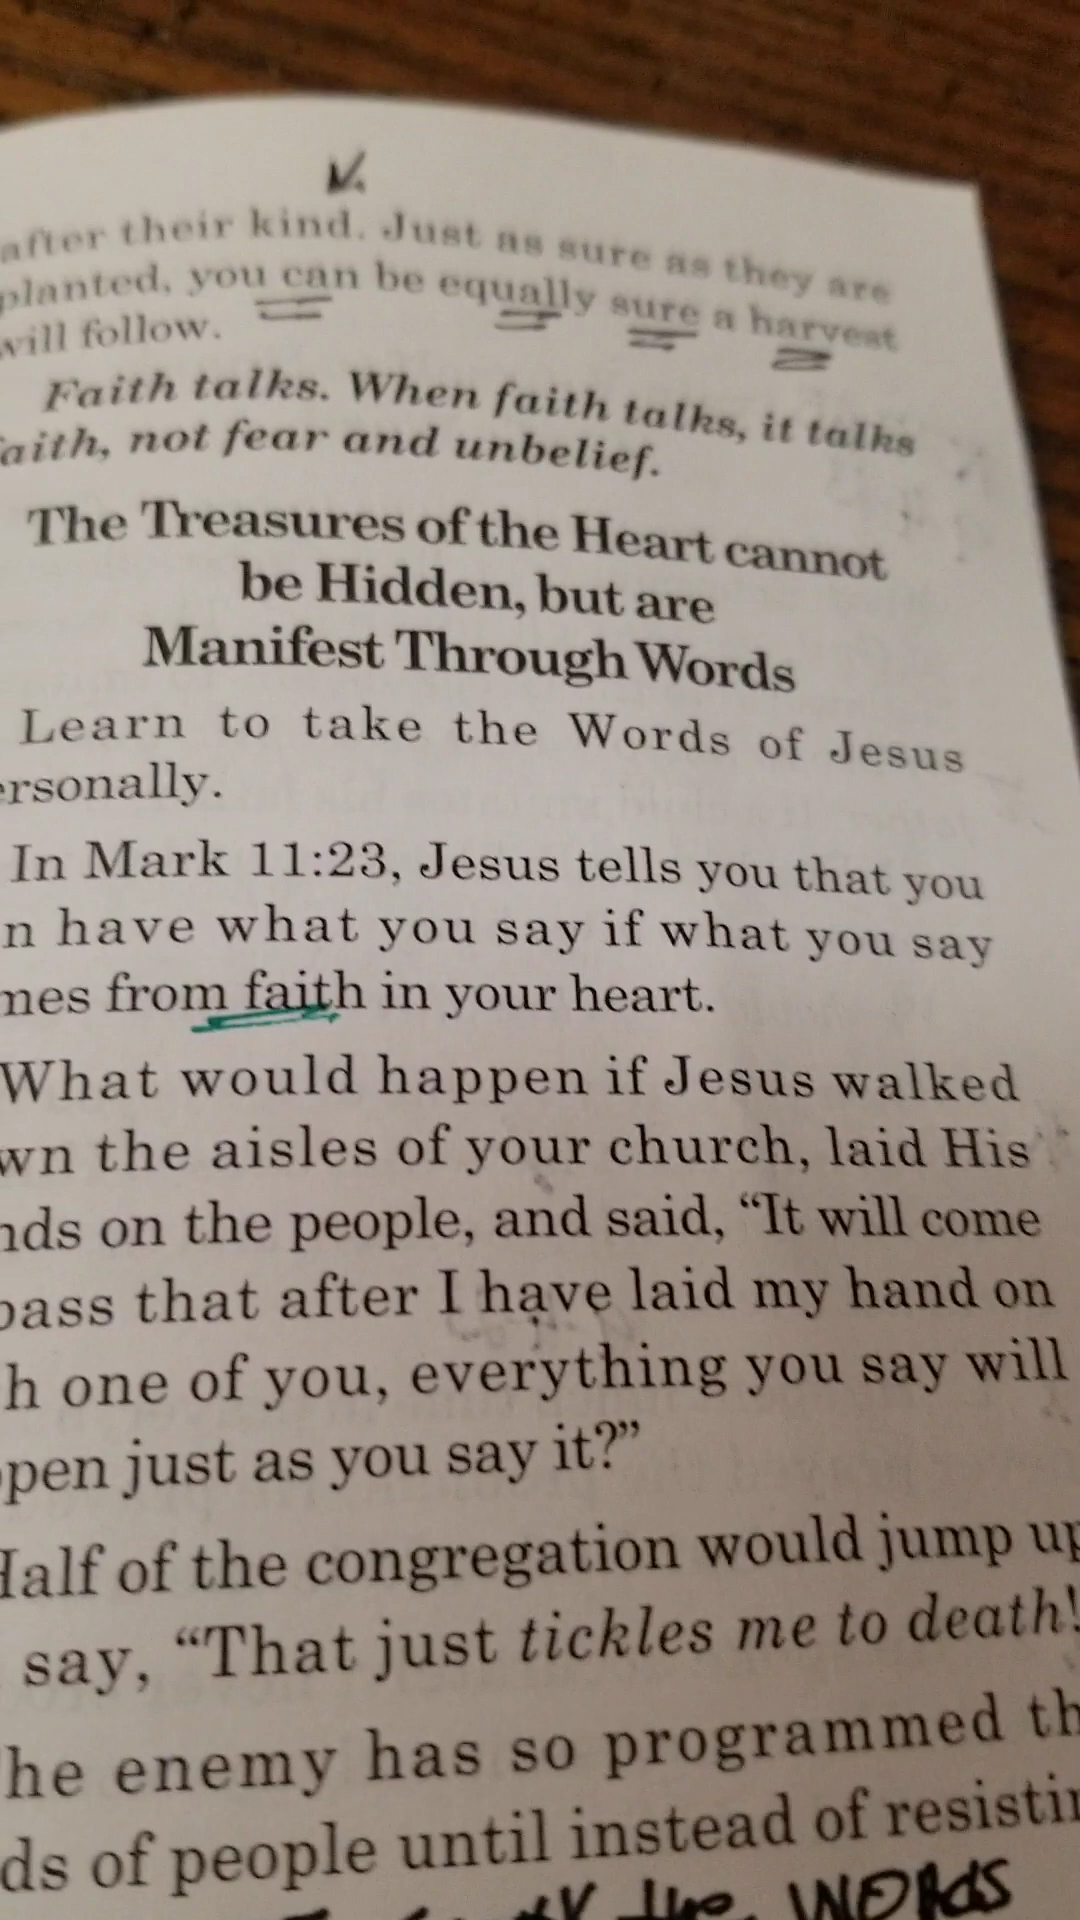 after their kind. Just as sure as they are
planted, you can be equally sure a harvest
will follow.
Faith talks. When faith talks, it talks
faith, not fear and unbelief.
The Treasures of the Heart cannot
be Hidden, but are
Manifest Through Words
Learn to take the Words of Jesus
ersonally.
In Mark 11:23, Jesus tells you that you
n have what you say if what you say
mes from faith in your heart.
What would happen if Jesus walked
wn the aisles of your church, laid His
nds on the people, and said, “It will come
pass that after I have laid my hand on
h one of you, everything you say will
pen just as you say it?”
Half of the congregation would jump up
say, “That just tickles me to death!
he enemy has so programmed th
ds of people until instead of resistin
the WORDS